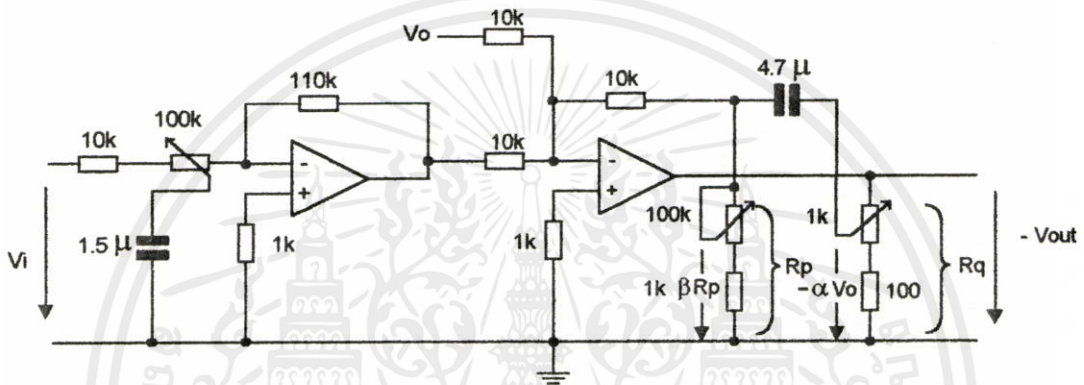 10k
Vo
110k
10k
4.7 μ
10k
100k
10k
- 
+
-
+
1.5 μ
1k
1k
100k
1k
Vi
1k
βRp
Rp
-αVo
100
Rq
- Vout